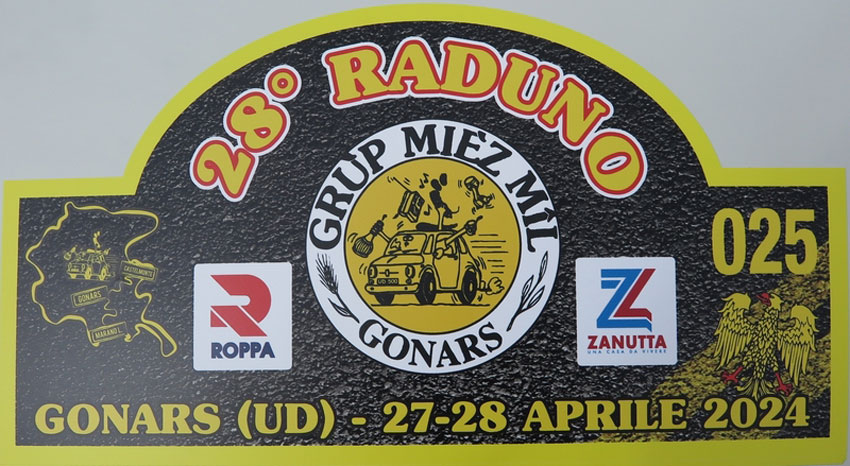 28° RADUNO
GRUP MIEZ MÎL
GONARS
UD 500
025
CASTELMONTE
GONARS
MARANO L.
ROPPA
ZANUTTA
UNA CASA DA VIVERE
GONARS (UD) - 27-28 APRILE 2024